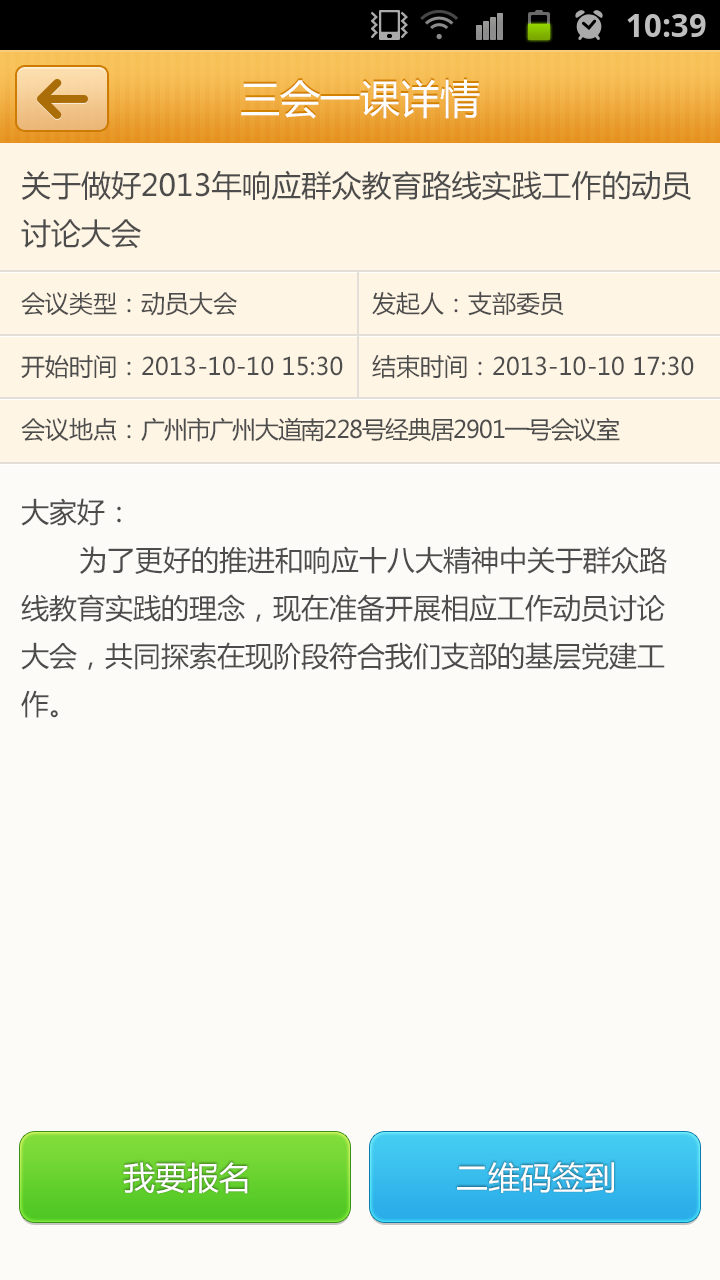 10:39
三会一课详情
关于做好2013年响应群众教育路线实践工作的动员
讨论大会
会议类型：动员大会
发起人：支部委员
开始时间：2013-10-10 15:30
结束时间：2013-10-10 17:30
会议地点：广州市广州大道南228号经典居2901一号会议室
大家好：
为了更好的推进和响应十八大精神中关于群众路
线教育实践的理念，现在准备开展相应工作动员讨论
大会，共同探索在现阶段符合我们支部的基层党建工
作。
我要报名
二维码签到